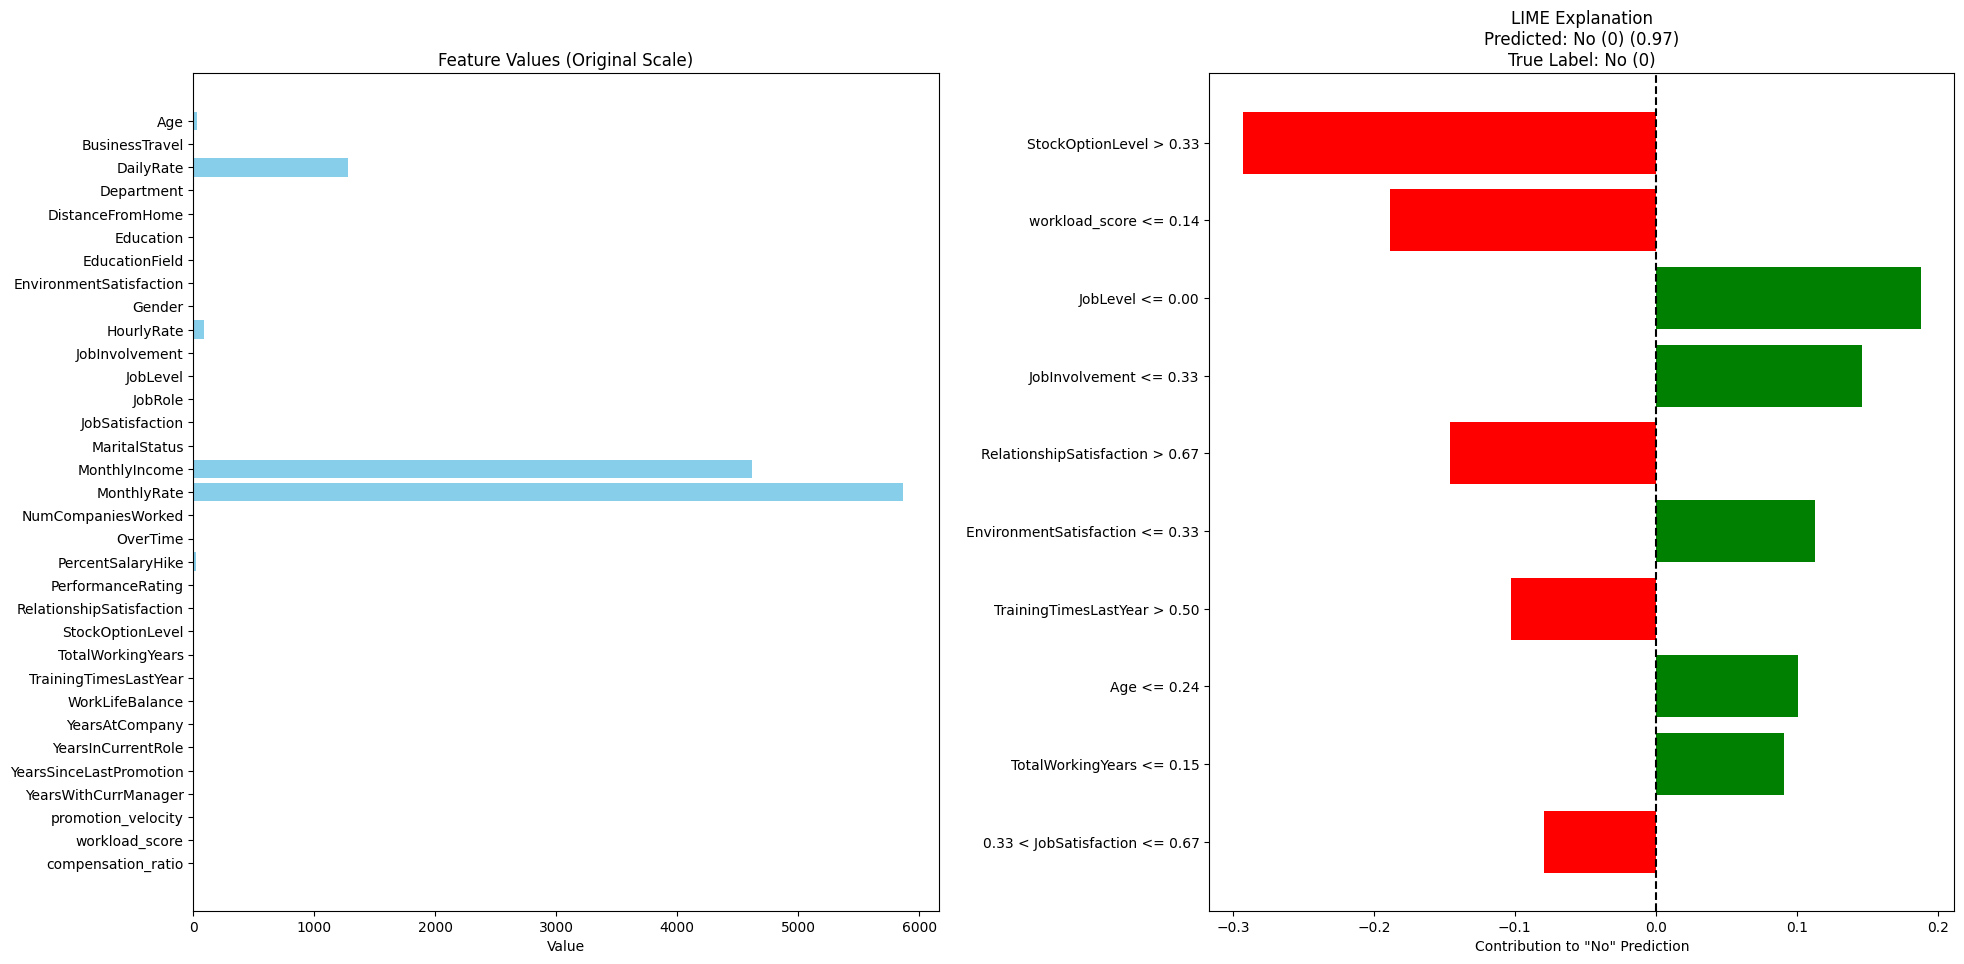 Feature Values (Original Scale)
Age
BusinessTravel
DailyRate
Department
DistanceFromHome
Education
EducationField
EnvironmentSatisfaction
Gender
HourlyRate
JobInvolvement
JobLevel
JobRole
JobSatisfaction
MaritalStatus
MonthlyIncome
MonthlyRate
NumCompaniesWorked
OverTime
PercentSalaryHike
PerformanceRating
RelationshipSatisfaction
StockOptionLevel
TotalWorkingYears
TrainingTimesLastYear
WorkLifeBalance
YearsAtCompany
YearsInCurrentRole
YearsSinceLastPromotion
YearsWithCurrManager
promotion_velocity
workload_score
compensation_ratio
0 1000 2000 3000 4000 5000 6000
Value
LIME Explanation
Predicted: No (0) (0.97)
True Label: No (0)
StockOptionLevel > 0.33
workload_score <= 0.14
JobLevel <= 0.00
JobInvolvement <= 0.33
RelationshipSatisfaction > 0.67
EnvironmentSatisfaction <= 0.33
TrainingTimesLastYear > 0.50
Age <= 0.24
TotalWorkingYears <= 0.15
0.33 < JobSatisfaction <= 0.67
−0.3 −0.2 −0.1 0.0 0.1 0.2
Contribution to "No" Prediction